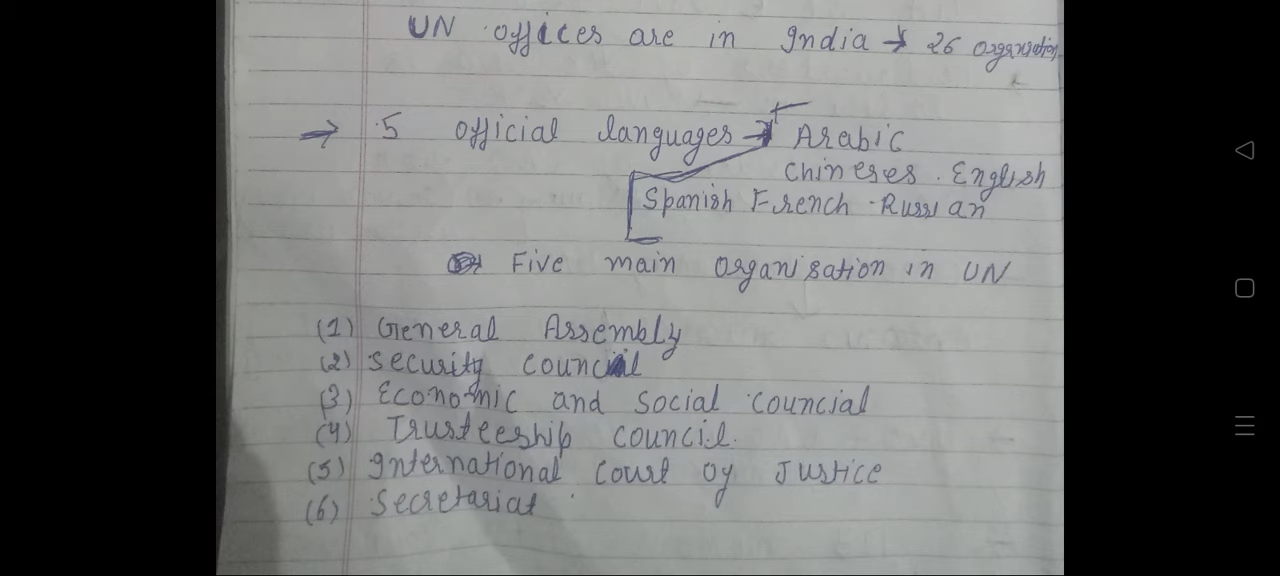 UN offices are in India → 26 organisation
→ 5 official languages → Arabic
Chineses. English
Spanish French Russian
Five main organisation in UN
(1) General Assembly
(2) Security Council
(3) Economic and Social Councial
(4) Trusteeship Council.
(5) International Court of Justice
(6) Secretariat